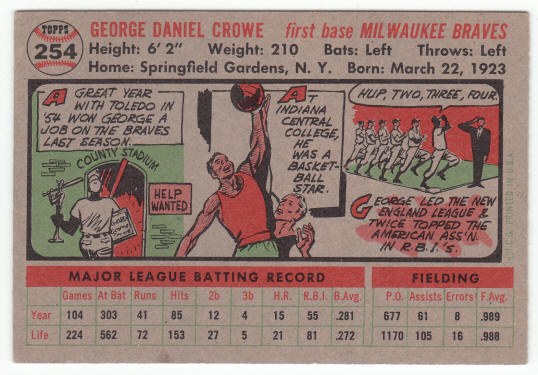 TOPPS
254
GEORGE DANIEL CROWE first base MILWAUKEE BRAVES
Height: 6' 2" Weight: 210 Bats: Left Throws: Left
Home: Springfield Gardens, N. Y. Born: March 22, 1923
A GREAT YEAR
WITH TOLEDO IN
'54 WON GEORGE A
JOB ON THE BRAVES
LAST SEASON.
COUNTY STADIUM
HELP
WANTED
AT
INDIANA
CENTRAL
COLLEGE,
HE
WAS A
BASKET-
BALL
STAR.
HUP, TWO, THREE, FOUR.
GEORGE LED THE NEW
ENGLAND LEAGUE &
TWICE TOPPED THE
AMERICAN ASS'N.
IN R.B.I.'S.
T.C.G. PRINTED IN U.S.A.
MAJOR LEAGUE BATTING RECORD FIELDING
Games At Bat Runs Hits 2b 3b H.R. R.B.I. B.Avg. P.O. Assists Errors F.Avg.
Year 104 303 41 85 12 4 15 55 .281 677 61 8 .989
Life 224 562 72 153 27 5 21 81 .272 1170 105 16 .988